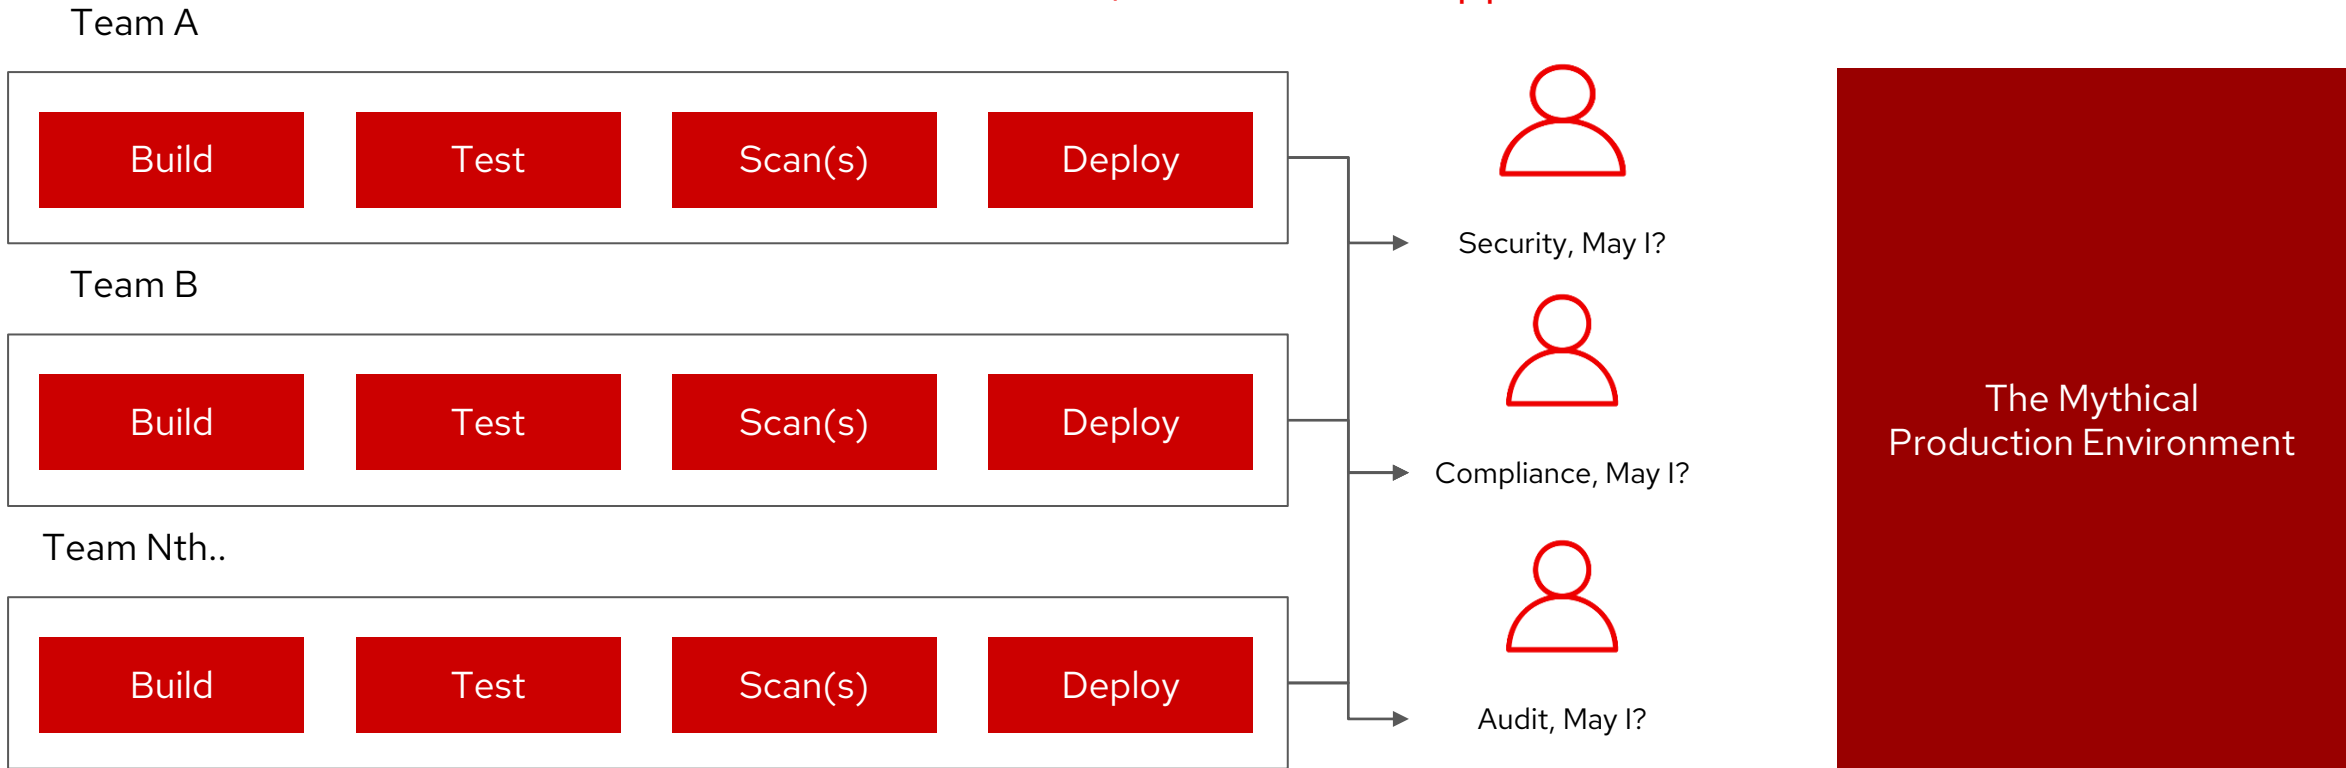 Team A
Build
Test
Scan(s)
Deploy
Security, May I?
Team B
Build
Test
Scan(s)
Deploy
Compliance, May I?
The Mythical
Production Environment
Team Nth..
Build
Test
Scan(s)
Deploy
Audit, May I?